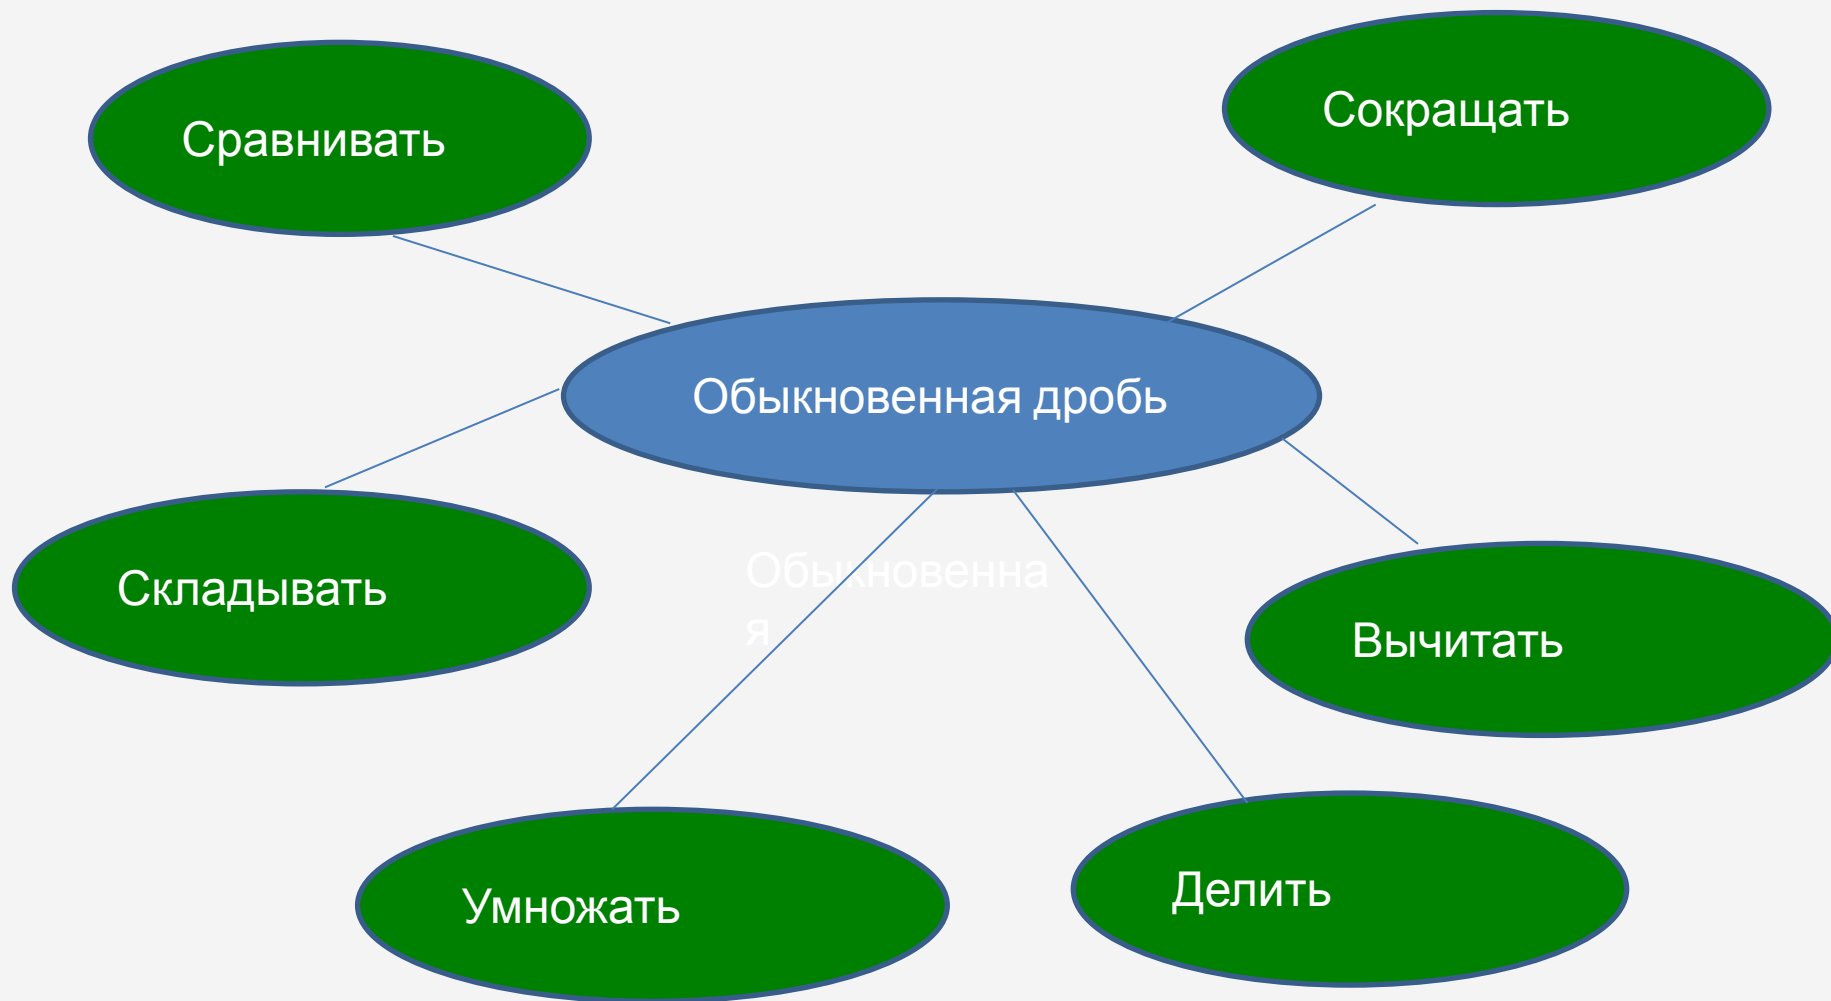 Сравнивать
Сокращать
Обыкновенная дробь
Обыкновенна
я
Складывать
Вычитать
Умножать
Делить